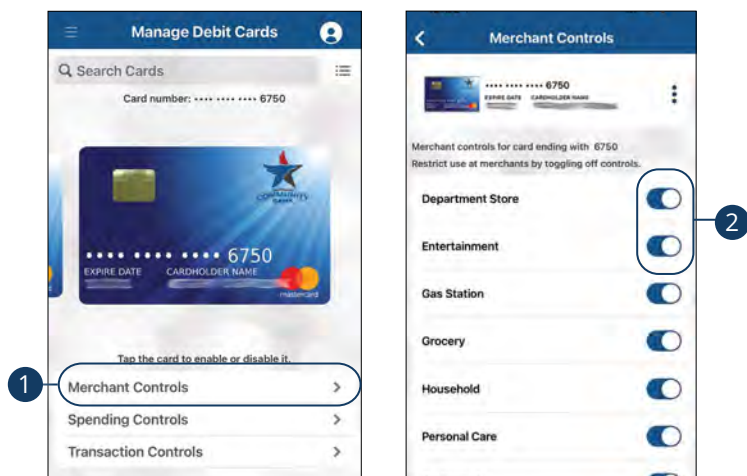 Manage Debit Cards
Search Cards
Card number: •••• •••• •••• 6750
COMMUNITY
BANK
•••• •••• •••• 6750
EXPIRE DATE CARDHOLDER NAME
mastercard
Tap the card to enable or disable it.
1
Merchant Controls
Spending Controls
Transaction Controls
Merchant Controls
•••• •••• •••• 6750
EXPIRE DATE CARDHOLDER NAME
Merchant controls for card ending with 6750
Restrict use at merchants by toggling off controls.
Department Store
2
Entertainment
Gas Station
Grocery
Household
Personal Care